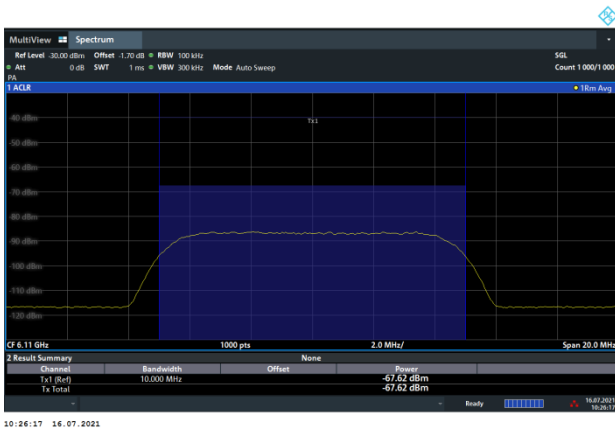 MultiView Spectrum
Ref Level -30.00 dBm Offset -1.70 dB RBW 100 kHz SGL
Att 0 dB SWT 1 ms VBW 300 kHz Mode Auto Sweep Count 1 000/1 000
PA
1 ACLR 1Rm Avg
-40 dBm
Tx1
-50 dBm
-60 dBm
-70 dBm
-80 dBm
-90 dBm
-100 dBm
-110 dBm
-120 dBm
CF 6.11 GHz 1000 pts 2.0 MHz/ Span 20.0 MHz
2 Result Summary None
Channel Bandwidth Offset Power
Tx1 (Ref) 10.000 MHz -67.62 dBm
Tx Total -67.62 dBm
Ready 16.07.2021
10:26:17
10:26:17 16.07.2021